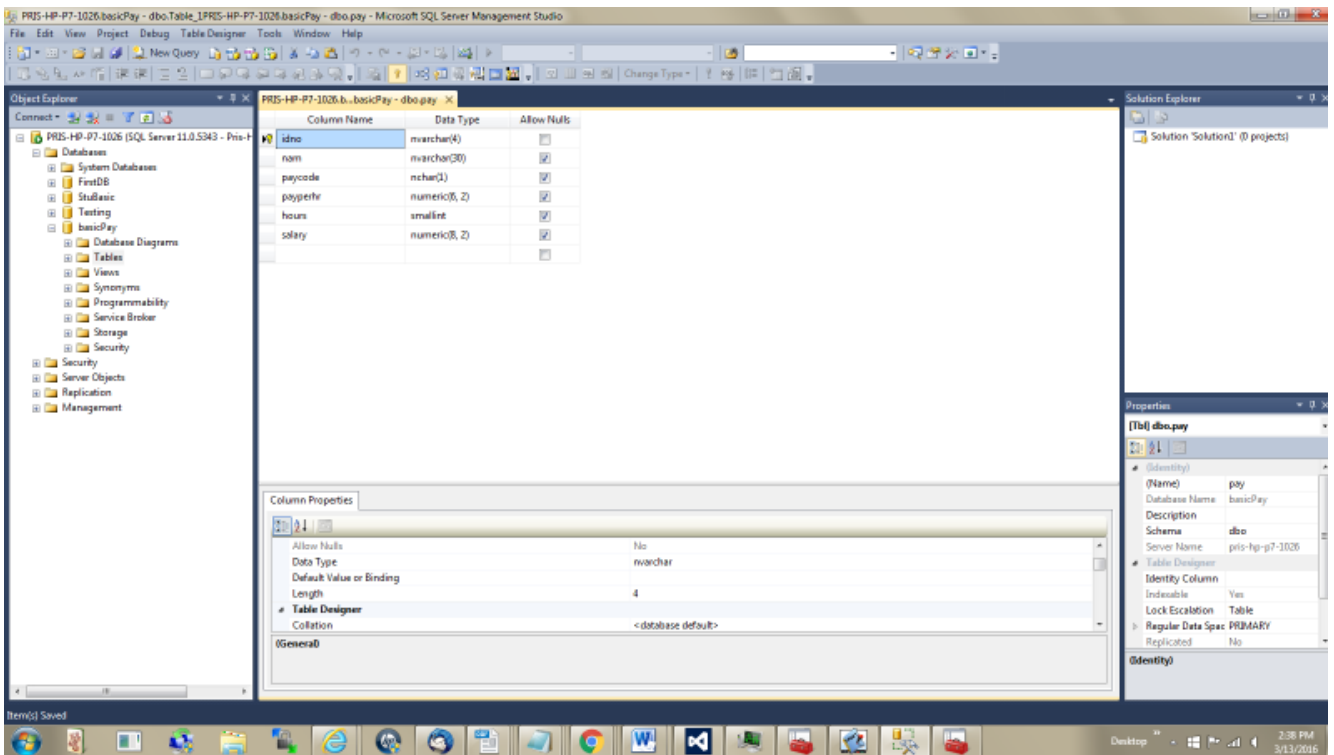 PRIS-HP-P7-1026.basicPay - dbo.Table_1PRIS-HP-P7-1026.basicPay - dbo.pay - Microsoft SQL Server Management Studio
File Edit View Project Debug Table Designer Tools Window Help
New Query
Change Type
Object Explorer
Connect
PRIS-HP-P7-1026 (SQL Server 11.0.5343 - Pris-H
Databases
System Databases
FirstDB
StuBasic
Testing
basicPay
Database Diagrams
Tables
Views
Synonyms
Programmability
Service Broker
Storage
Security
Security
Server Objects
Replication
Management
PRIS-HP-P7-1026.b...basicPay - dbo.pay
Column Name Data Type Allow Nulls
idno nvarchar(4)
nam nvarchar(30)
paycode nchar(1)
payperhr numeric(6, 2)
hours smallint
salary numeric(8, 2)
Column Properties
Allow Nulls No
Data Type nvarchar
Default Value or Binding
Length 4
Table Designer
Collation <database default>
(General)
Solution Explorer
Solution 'Solution1' (0 projects)
Properties
[Tbl] dbo.pay
(Identity)
(Name) pay
Database Name basicPay
Description
Schema dbo
Server Name pris-hp-p7-1026
Table Designer
Identity Column
Indexable Yes
Lock Escalation Table
Regular Data Spac PRIMARY
Replicated No
(Identity)
Item(s) Saved
Desktop
2:38 PM
3/13/2016